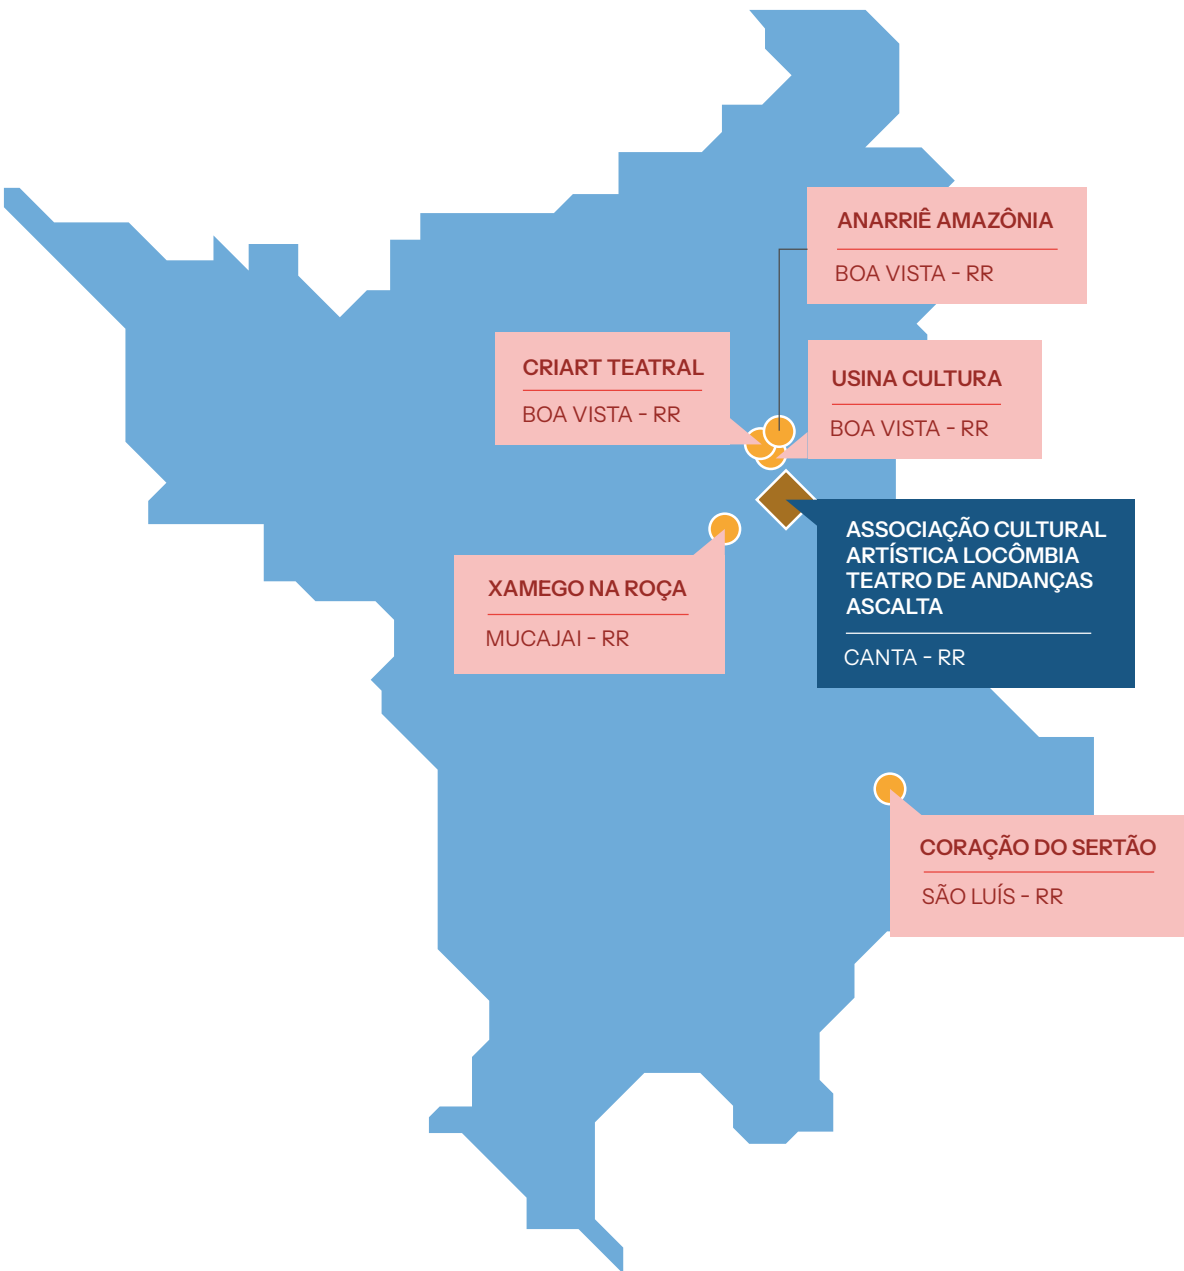 ANARRIÊ AMAZÔNIA
BOA VISTA - RR
CRIART TEATRAL
BOA VISTA - RR
USINA CULTURA
BOA VISTA - RR
ASSOCIAÇÃO CULTURAL
ARTÍSTICA LOCÔMBIA
TEATRO DE ANDANÇAS
ASCALTA
CANTA - RR
XAMEGO NA ROÇA
MUCAJAI - RR
CORAÇÃO DO SERTÃO
SÃO LUÍS - RR